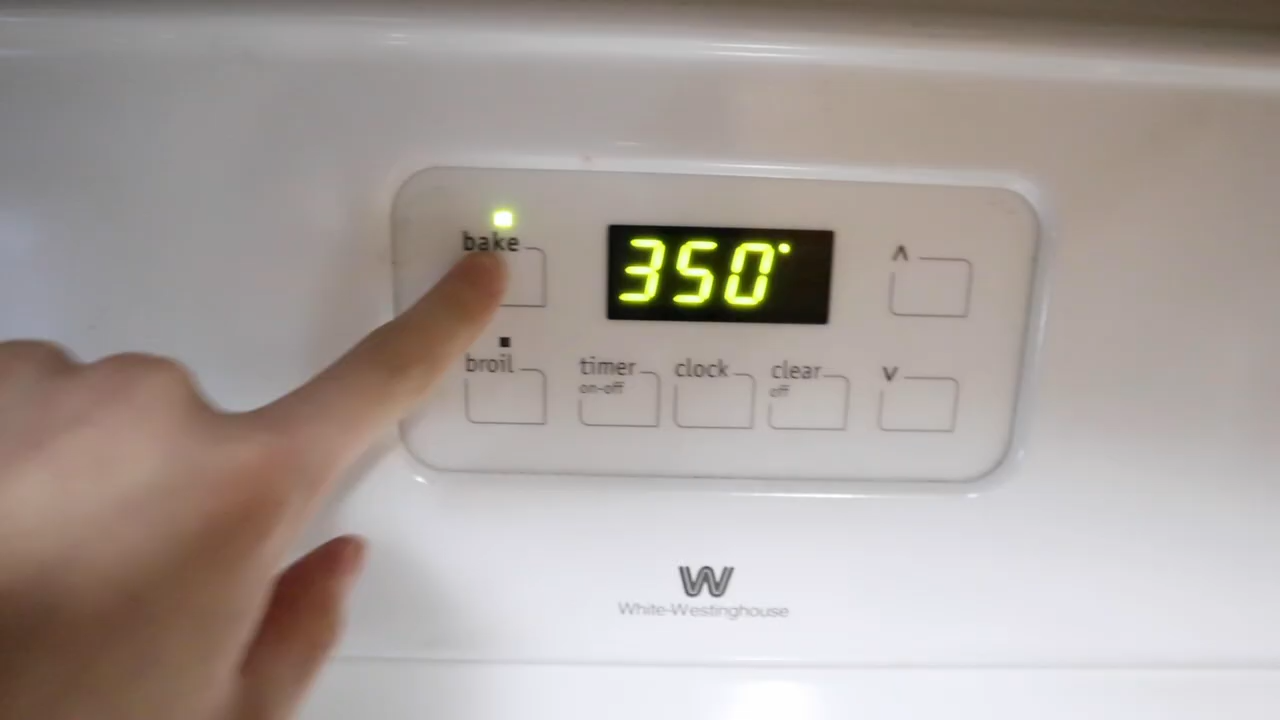 bake
350°
^
broil
timer
on-off
clock
clear
off
v
W
White-Westinghouse